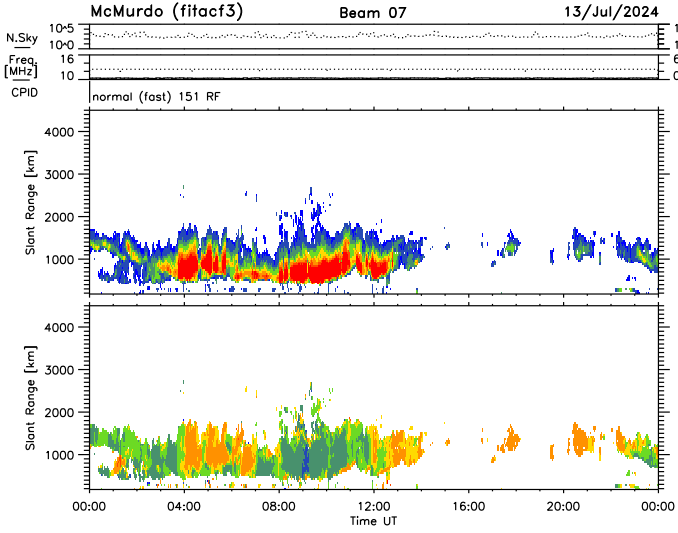 McMurdo (fitacf3) Beam 07 13/Jul/2024
N.Sky 10^5 10^0 1 1
Freq. [MHz] 16 10 6 0
CPID normal (fast) 151 RF
Slant Range [km] 4000 3000 2000 1000
Slant Range [km] 4000 3000 2000 1000
00:00 04:00 08:00 12:00 16:00 20:00 00:00
Time UT